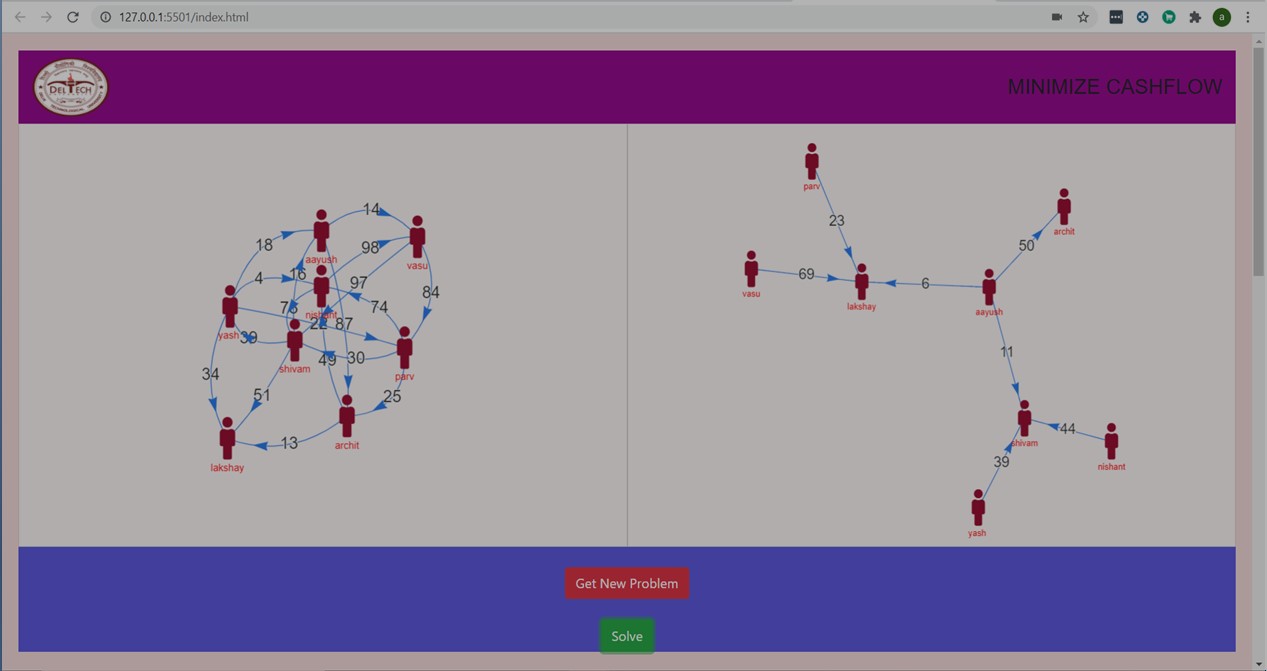 127.0.0.1:5501/index.html
a
DELTECH
MINIMIZE CASHFLOW
14
18
98
aayush
vasu
4
16
97
84
76
nishant
74
22
87
yash
39
49
30
shivam
parv
34
51
25
13
archit
lakshay
parv
23
archit
50
69
6
vasu
lakshay
aayush
11
44
shivam
39
nishant
yash
Get New Problem
Solve